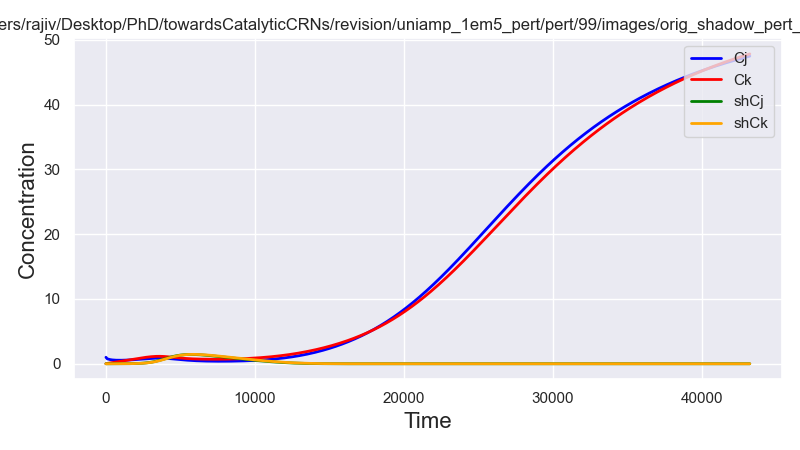 ers/rajiv/Desktop/PhD/towardsCatalyticCRNs/revision/uniamp_1em5_pert/pert/99/images/orig_shadow_pert_
50
40
30
20
10
0
Concentration
Cj
Ck
shCj
shCk
0 10000 20000 30000 40000
Time